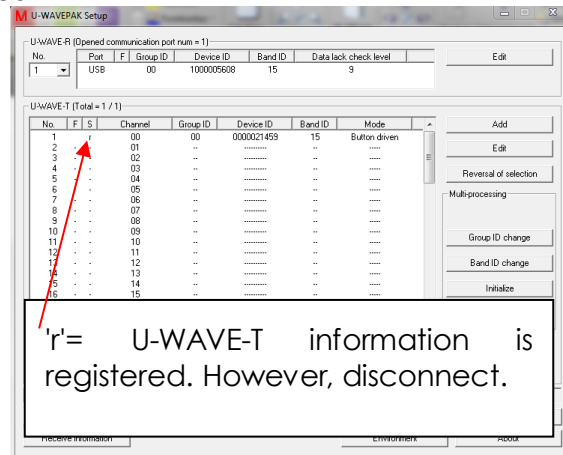 U-WAVEPAK Setup
U-WAVE-R (Opened communication port num = 1)
No. Port F Group ID Device ID Band ID Data lack check level Edit
1 USB 00 1000005608 15 9
U-WAVE-T (Total = 1 / 1)
No. F S Channel Group ID Device ID Band ID Mode Add
1 - r 00 00 0000021459 15 Button driven
2 - - 01 -- ---------- -- ----- Edit
3 - - 02 -- ---------- -- -----
4 - - 03 -- ---------- -- ----- Reversal of selection
5 - - 04 -- ---------- -- -----
6 - - 05 -- ---------- -- ----- Multi-processing
7 - - 06 -- ---------- -- -----
8 - - 07 -- ---------- -- -----
9 - - 08 -- ---------- -- -----
10 - - 09 -- ---------- -- ----- Group ID change
11 - - 10 -- ---------- -- -----
12 - - 11 -- ---------- -- ----- Band ID change
13 - - 12 -- ---------- -- -----
14 - - 13 -- ---------- -- -----
15 - - 14 -- ---------- -- ----- Initialize
16 - - 15 -- ---------- -- -----
'r'= U-WAVE-T information is
registered. However, disconnect.
Receive information Environment About